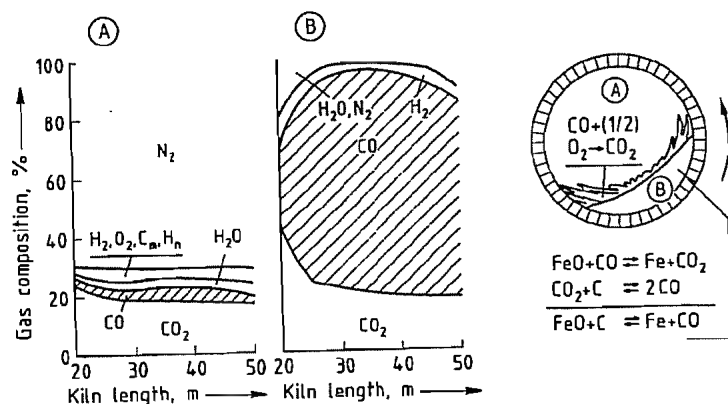 A
B
Gas composition, %
100
80
60
40
20
0
N₂
H₂,O₂,Cₘ,Hₙ
H₂O
CO
CO₂
20 30 40 50
Kiln length, m
H₂O,N₂
H₂
CO
CO₂
20 30 40 50
Kiln length, m
A
CO+(1/2)
O₂→CO₂
B
FeO+CO⇌Fe+CO₂
CO₂+C ⇌2CO
FeO+C ⇌Fe+CO